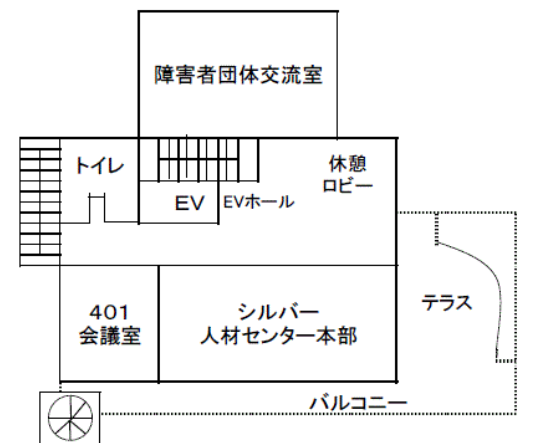 障害者団体交流室
トイレ
休憩
ロビー
EV
EVホール
401
会議室
シルバー
人材センター本部
テラス
バルコニー